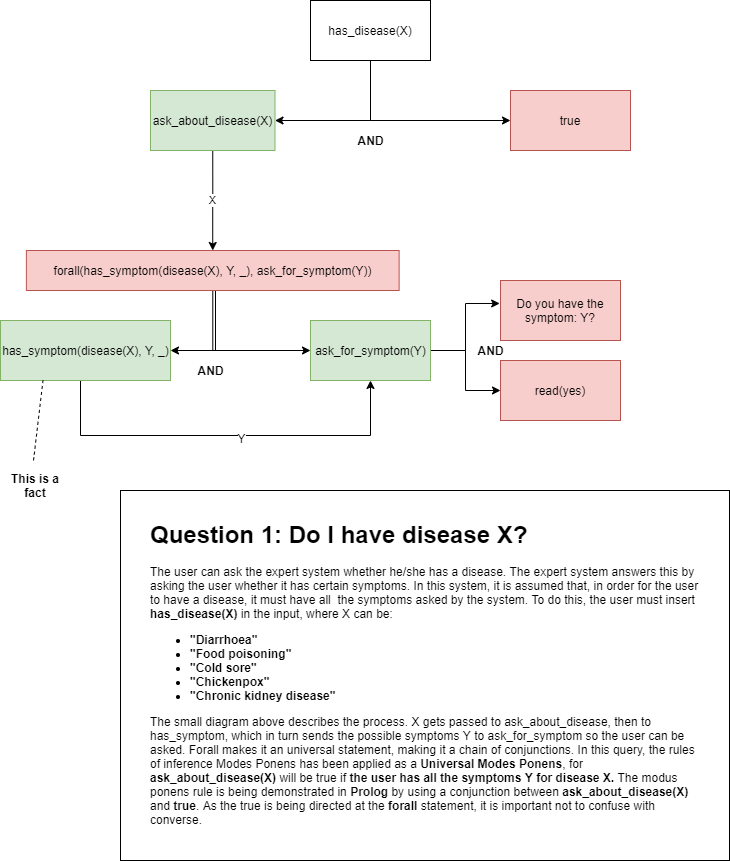 has_disease(X)
ask_about_disease(X)
true
AND
X
forall(has_symptom(disease(X), Y, _), ask_for_symptom(Y))
Do you have the
symptom: Y?
has_symptom(disease(X), Y, _)
AND
ask_for_symptom(Y)
AND
read(yes)
Y
This is a
fact
Question 1: Do I have disease X?
The user can ask the expert system whether he/she has a disease. The expert system answers this by
asking the user whether it has certain symptoms. In this system, it is assumed that, in order for the user
to have a disease, it must have all  the symptoms asked by the system. To do this, the user must insert
has_disease(X) in the input, where X can be:
• "Diarrhoea"
• "Food poisoning"
• "Cold sore"
• "Chickenpox"
• "Chronic kidney disease"
The small diagram above describes the process. X gets passed to ask_about_disease, then to
has_symptom, which in turn sends the possible symptoms Y to ask_for_symptom so the user can be
asked. Forall makes it an universal statement, making it a chain of conjunctions. In this query, the rules
of inference Modes Ponens has been applied as a Universal Modes Ponens, for
ask_about_disease(X) will be true if the user has all the symptoms Y for disease X. The modus
ponens rule is being demonstrated in Prolog by using a conjunction between ask_about_disease(X)
and true. As the true is being directed at the forall statement, it is important not to confuse with
converse.